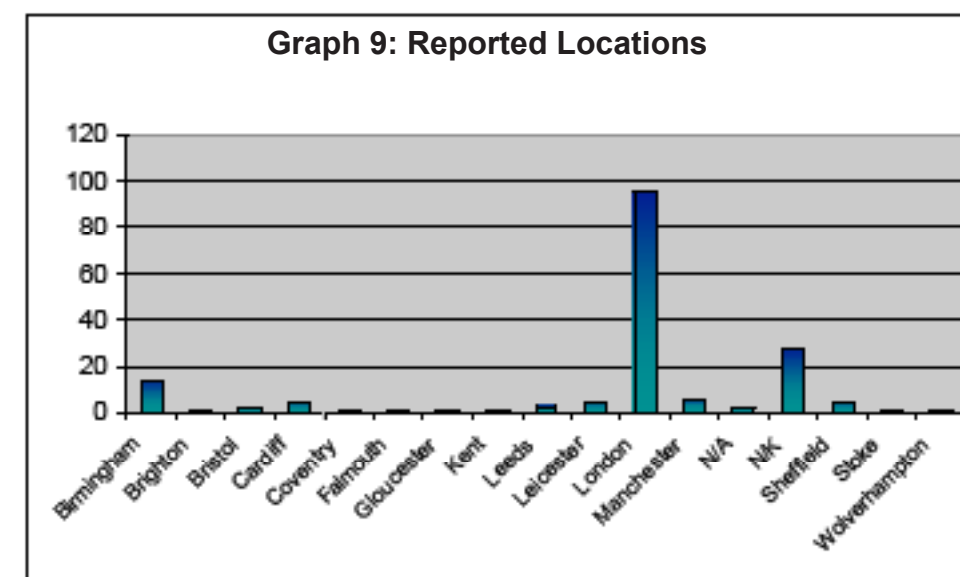 Graph 9: Reported Locations
120
100
80
60
40
20
0
Birmingham
Brighton
Bristol
Cardiff
Coventry
Falmouth
Gloucester
Kent
Leeds
Leicester
London
Manchester
N/A
N/K
Sheffield
Stoke
Wolverhampton